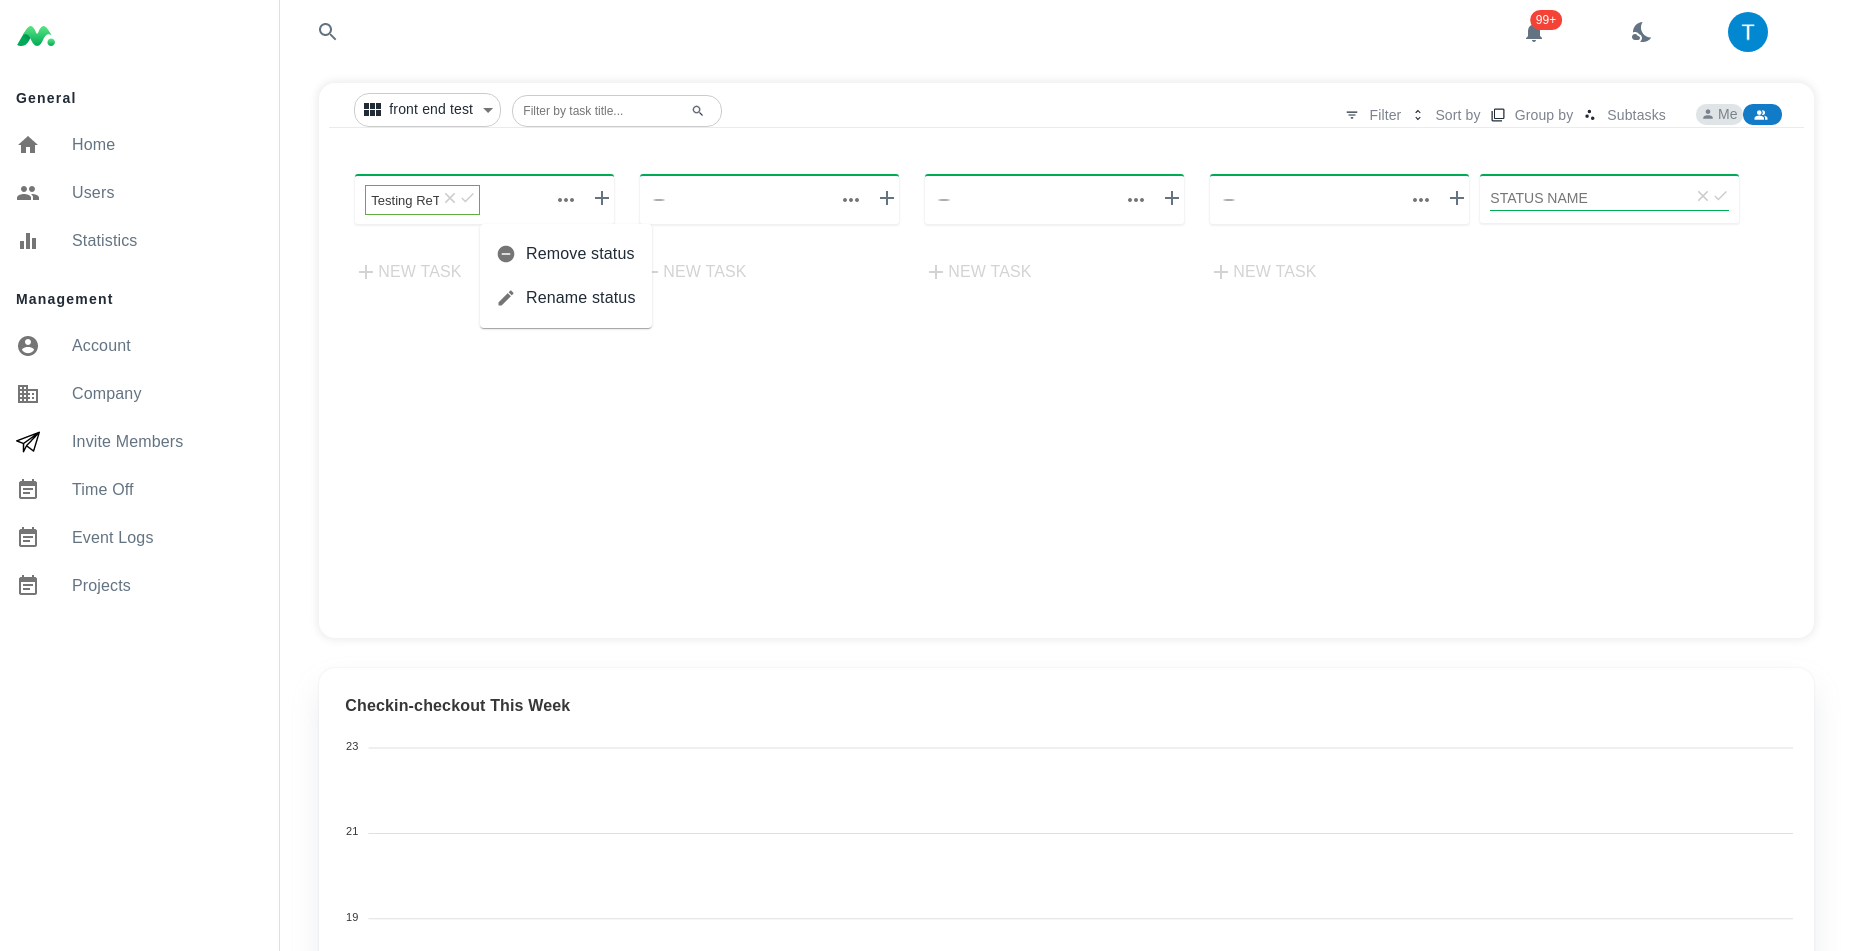 99+
T
General
Home
Users
Statistics
Management
Account
Company
Invite Members
Time Off
Event Logs
Projects
front end test
Filter by task title...
Filter
Sort by
Group by
Subtasks
Me
Testing ReT
STATUS NAME
Remove status
Rename status
NEW TASK
NEW TASK
NEW TASK
NEW TASK
Checkin-checkout This Week
23
21
19